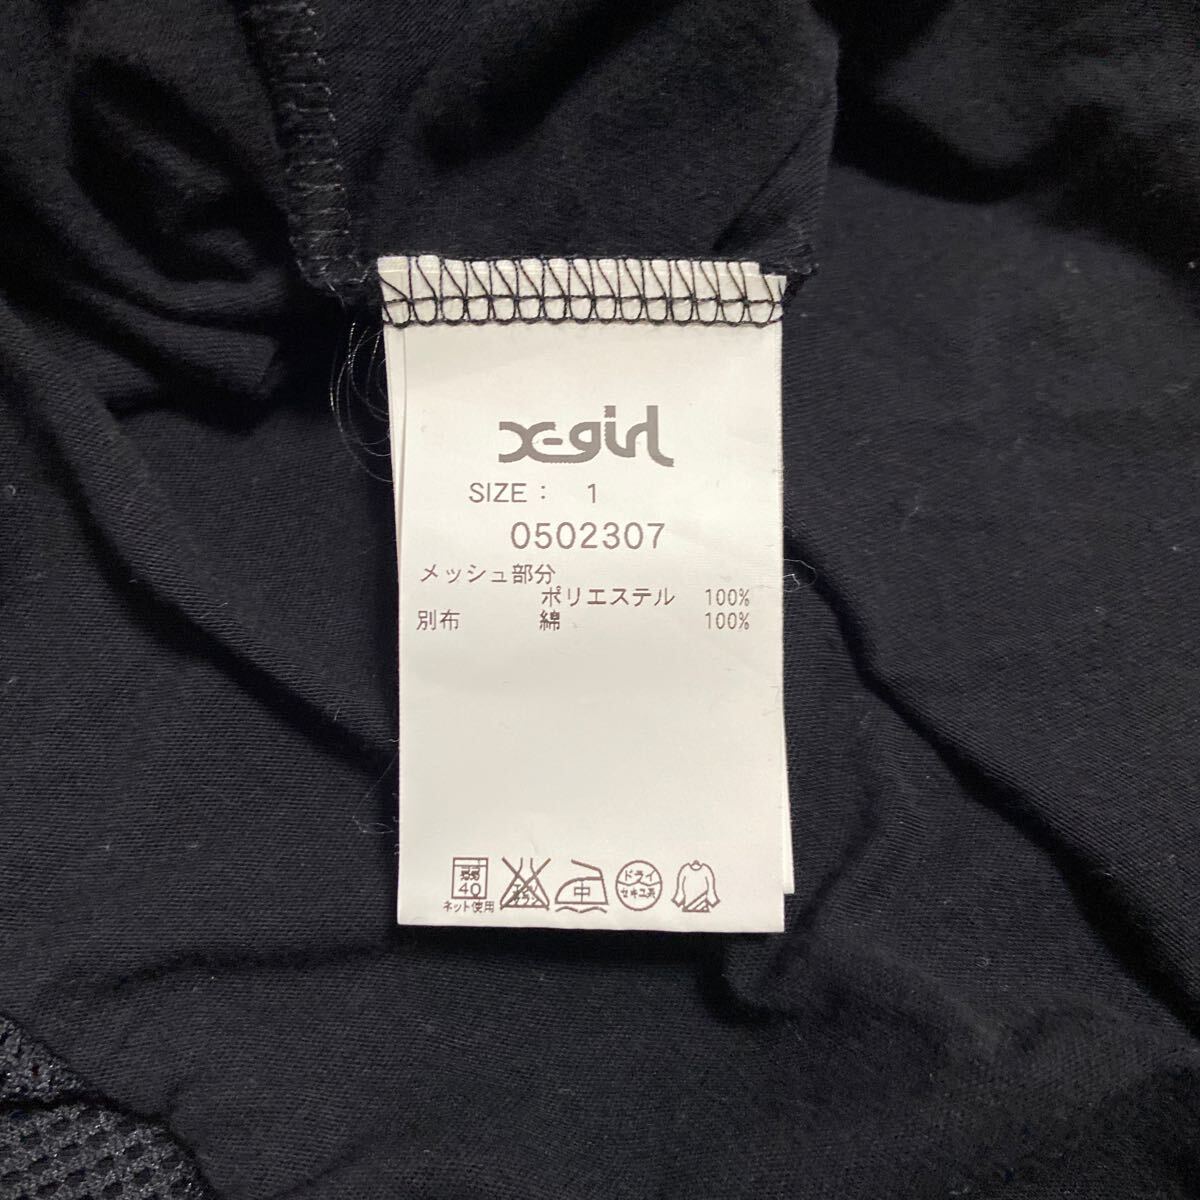 X-girl
SIZE : 1
0502307
メッシュ部分
ポリエステル 100%
別布 綿 100%
40
ネット使用
中
ドライ
セキユ系